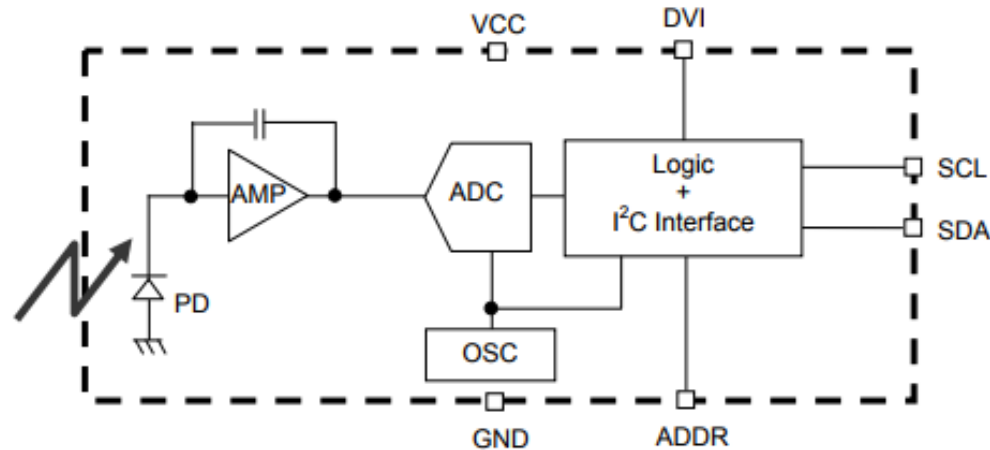 VCC
DVI
AMP
ADC
Logic
+
I²C Interface
SCL
SDA
PD
OSC
GND
ADDR